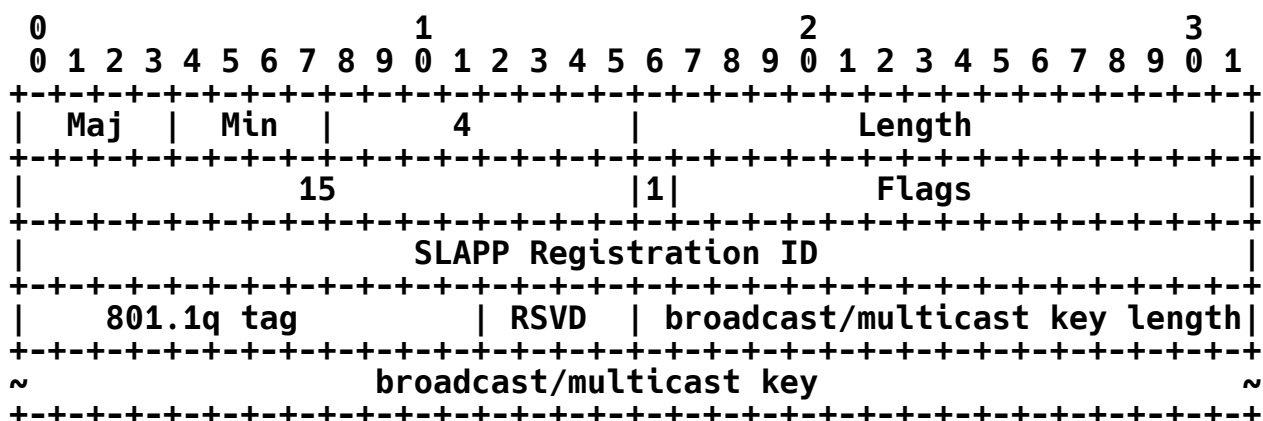 0                   1                   2                   3
 0 1 2 3 4 5 6 7 8 9 0 1 2 3 4 5 6 7 8 9 0 1 2 3 4 5 6 7 8 9 0 1
+-+-+-+-+-+-+-+-+-+-+-+-+-+-+-+-+-+-+-+-+-+-+-+-+-+-+-+-+-+-+-+-+
|  Maj  |  Min  |      4        |           Length              |
+-+-+-+-+-+-+-+-+-+-+-+-+-+-+-+-+-+-+-+-+-+-+-+-+-+-+-+-+-+-+-+-+
|              15               |1|          Flags              |
+-+-+-+-+-+-+-+-+-+-+-+-+-+-+-+-+-+-+-+-+-+-+-+-+-+-+-+-+-+-+-+-+
|                    SLAPP Registration ID                      |
+-+-+-+-+-+-+-+-+-+-+-+-+-+-+-+-+-+-+-+-+-+-+-+-+-+-+-+-+-+-+-+-+
|    801.1q tag         | RSVD  | broadcast/multicast key length|
+-+-+-+-+-+-+-+-+-+-+-+-+-+-+-+-+-+-+-+-+-+-+-+-+-+-+-+-+-+-+-+-+
~                  broadcast/multicast key                      ~
+-+-+-+-+-+-+-+-+-+-+-+-+-+-+-+-+-+-+-+-+-+-+-+-+-+-+-+-+-+-+-+-+